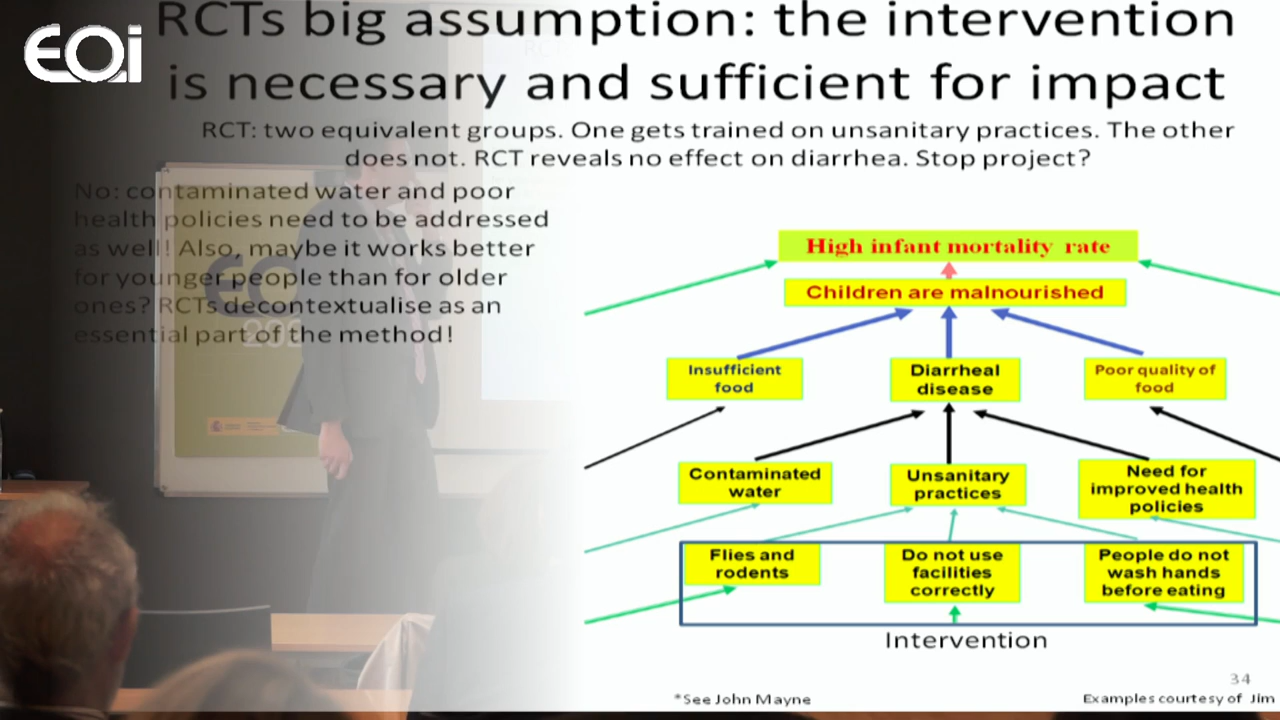 EOi
RCTs big assumption: the intervention
is necessary and sufficient for impact
RCT: two equivalent groups. One gets trained on unsanitary practices. The other
does not. RCT reveals no effect on diarrhea. Stop project?
No: contaminated water and poor
health policies need to be addressed
as well! Also, maybe it works better
for younger people than for older
ones? RCTs decontextualise as an
essential part of the method!
High infant mortality rate
Children are malnourished
Insufficient
food
Diarrheal
disease
Poor quality of
food
Contaminated
water
Unsanitary
practices
Need for
improved health
policies
Flies and
rodents
Do not use
facilities
correctly
People do not
wash hands
before eating
Intervention
34
*See John Mayne
Examples courtesy of Jim
EOi